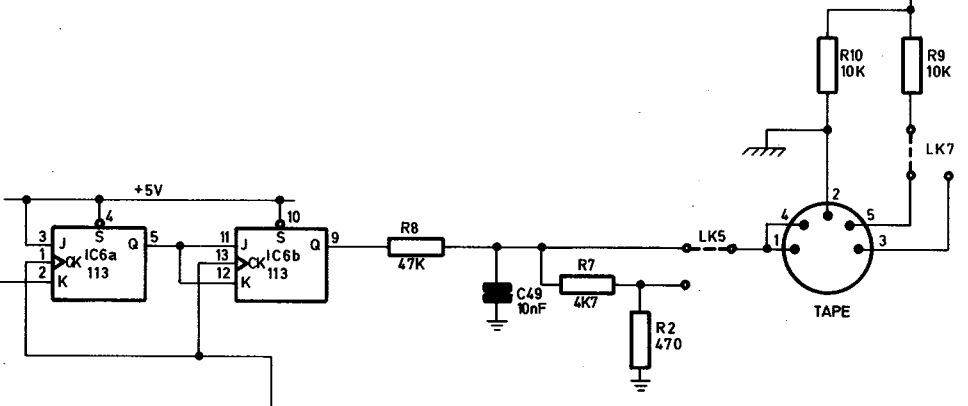 R10
10K
R9
10K
LK7
+5V
4
10
2
4
5
1
3
TAPE
3
J
S
Q
5
1
CK
IC6a
113
2
K
11
J
S
Q
9
13
CK
IC6b
113
12
K
R8
47K
LK5
C49
10nF
R7
4K7
R2
470